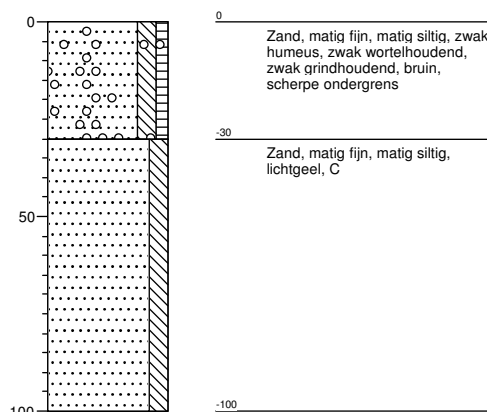 0
0
Zand, matig fijn, matig siltig, zwak
humeus, zwak wortelhoudend,
zwak grindhoudend, bruin,
scherpe ondergrens
-30
Zand, matig fijn, matig siltig,
lichtgeel, C
50
-100
100